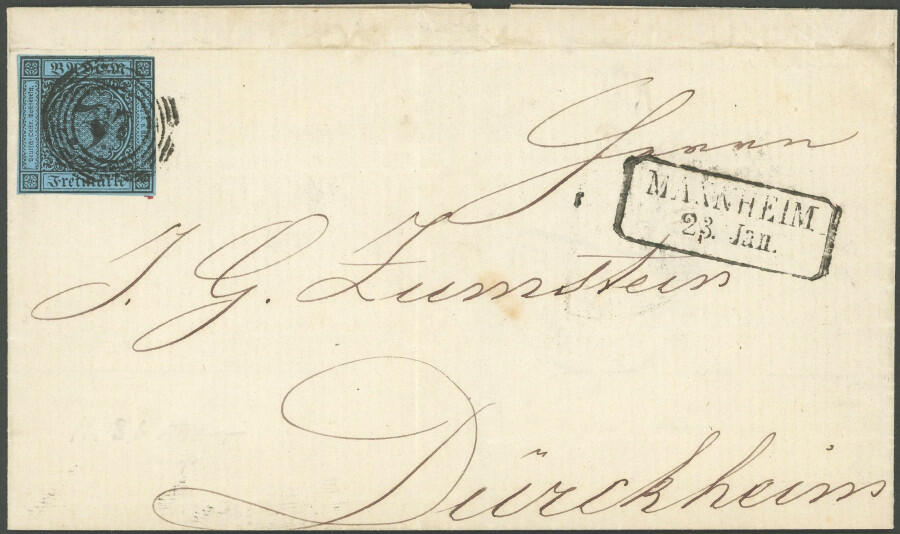 BADEN
Freimarke
Herrn
MANNHEIM
23. Jan.
J. G. Zumstein
Dürckheim